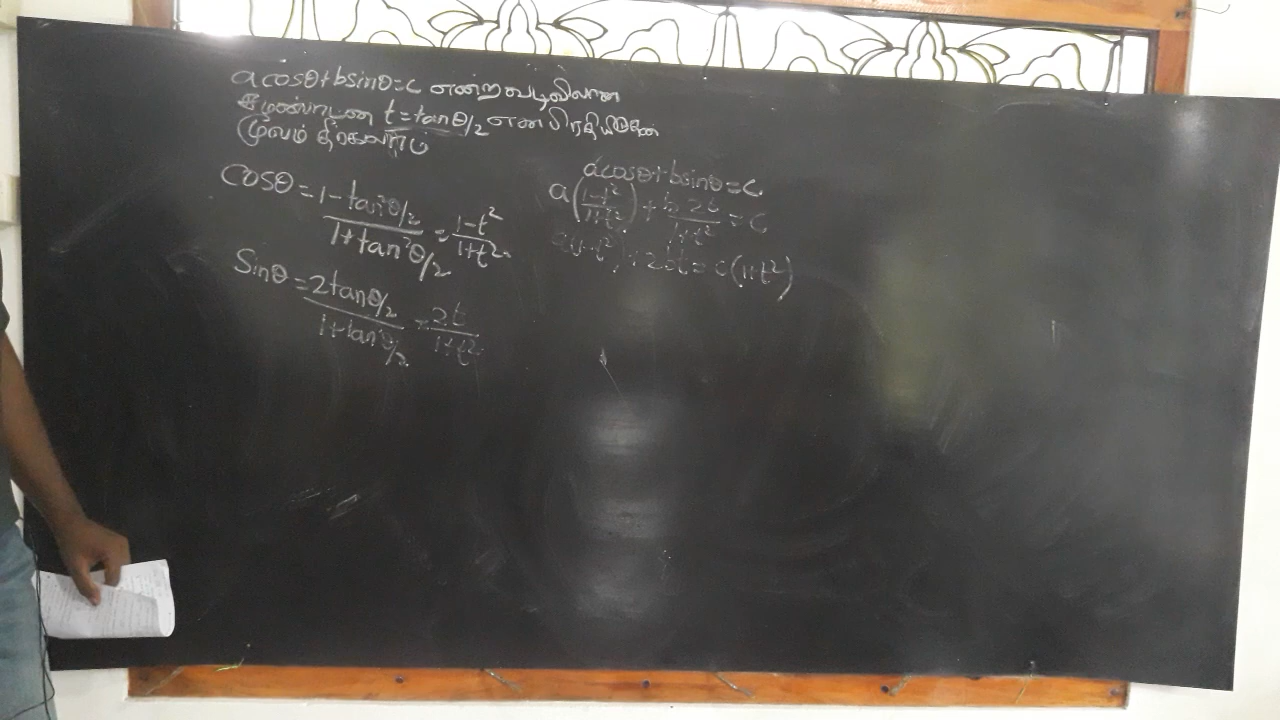 a cosθ+bsinθ=c என்ற வடிவிலான
சமன்பாட்டை t=tanθ/2 என பிரதியிடுவதன்
மூலம் தீர்க்கலாம்
cosθ = 1-tan²θ/2 / 1+tan²θ/2 = 1-t² / 1+t²
Sinθ = 2tanθ/2 / 1+tan²θ/2 = 2t / 1+t²
acosθ+bsinθ=c
a(1-t² / 1+t²) + b 2t / 1+t² = c
a(1-t²)+2bt = c(1+t²)